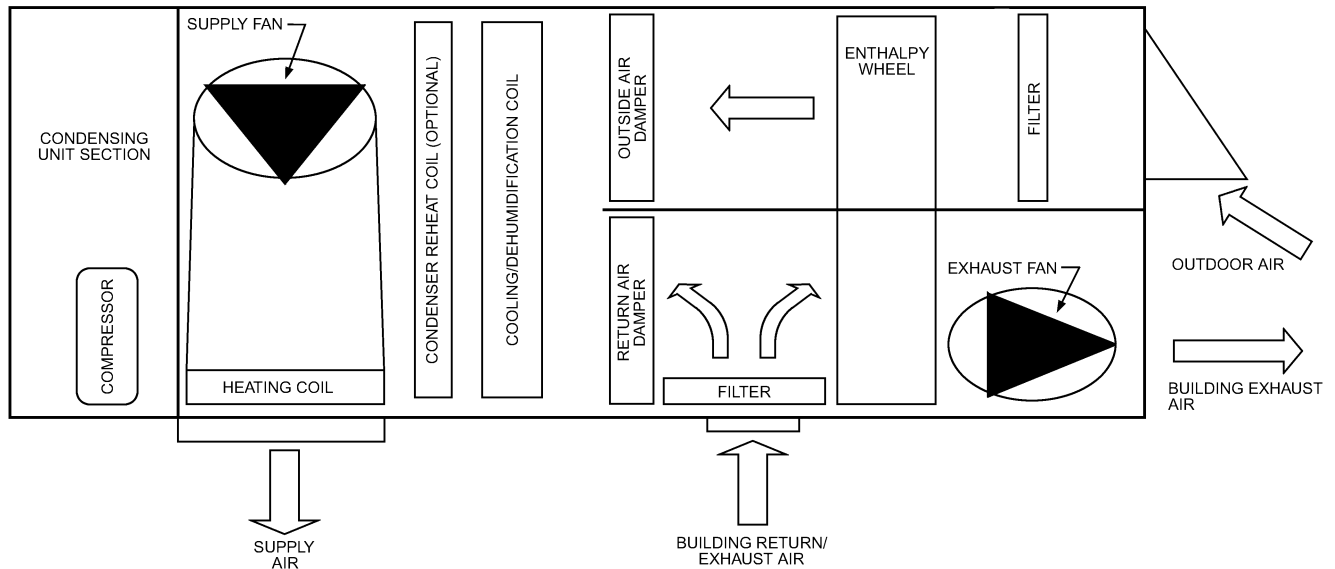 SUPPLY FAN
CONDENSING
UNIT SECTION
COMPRESSOR
HEATING COIL
CONDENSER REHEAT COIL (OPTIONAL)
COOLING/DEHUMIDIFICATION COIL
OUTSIDE AIR
DAMPER
RETURN AIR
DAMPER
ENTHALPY
WHEEL
FILTER
FILTER
EXHAUST FAN
OUTDOOR AIR
BUILDING EXHAUST
AIR
SUPPLY
AIR
BUILDING RETURN/
EXHAUST AIR